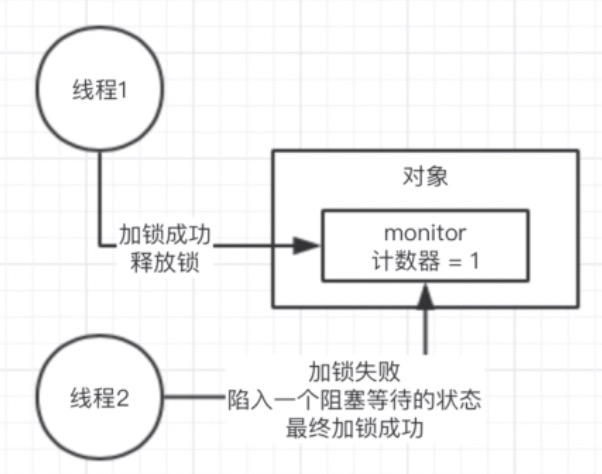 线程1
对象
monitor
计数器 = 1
加锁成功
释放锁
线程2
加锁失败
陷入一个阻塞等待的状态
最终加锁成功